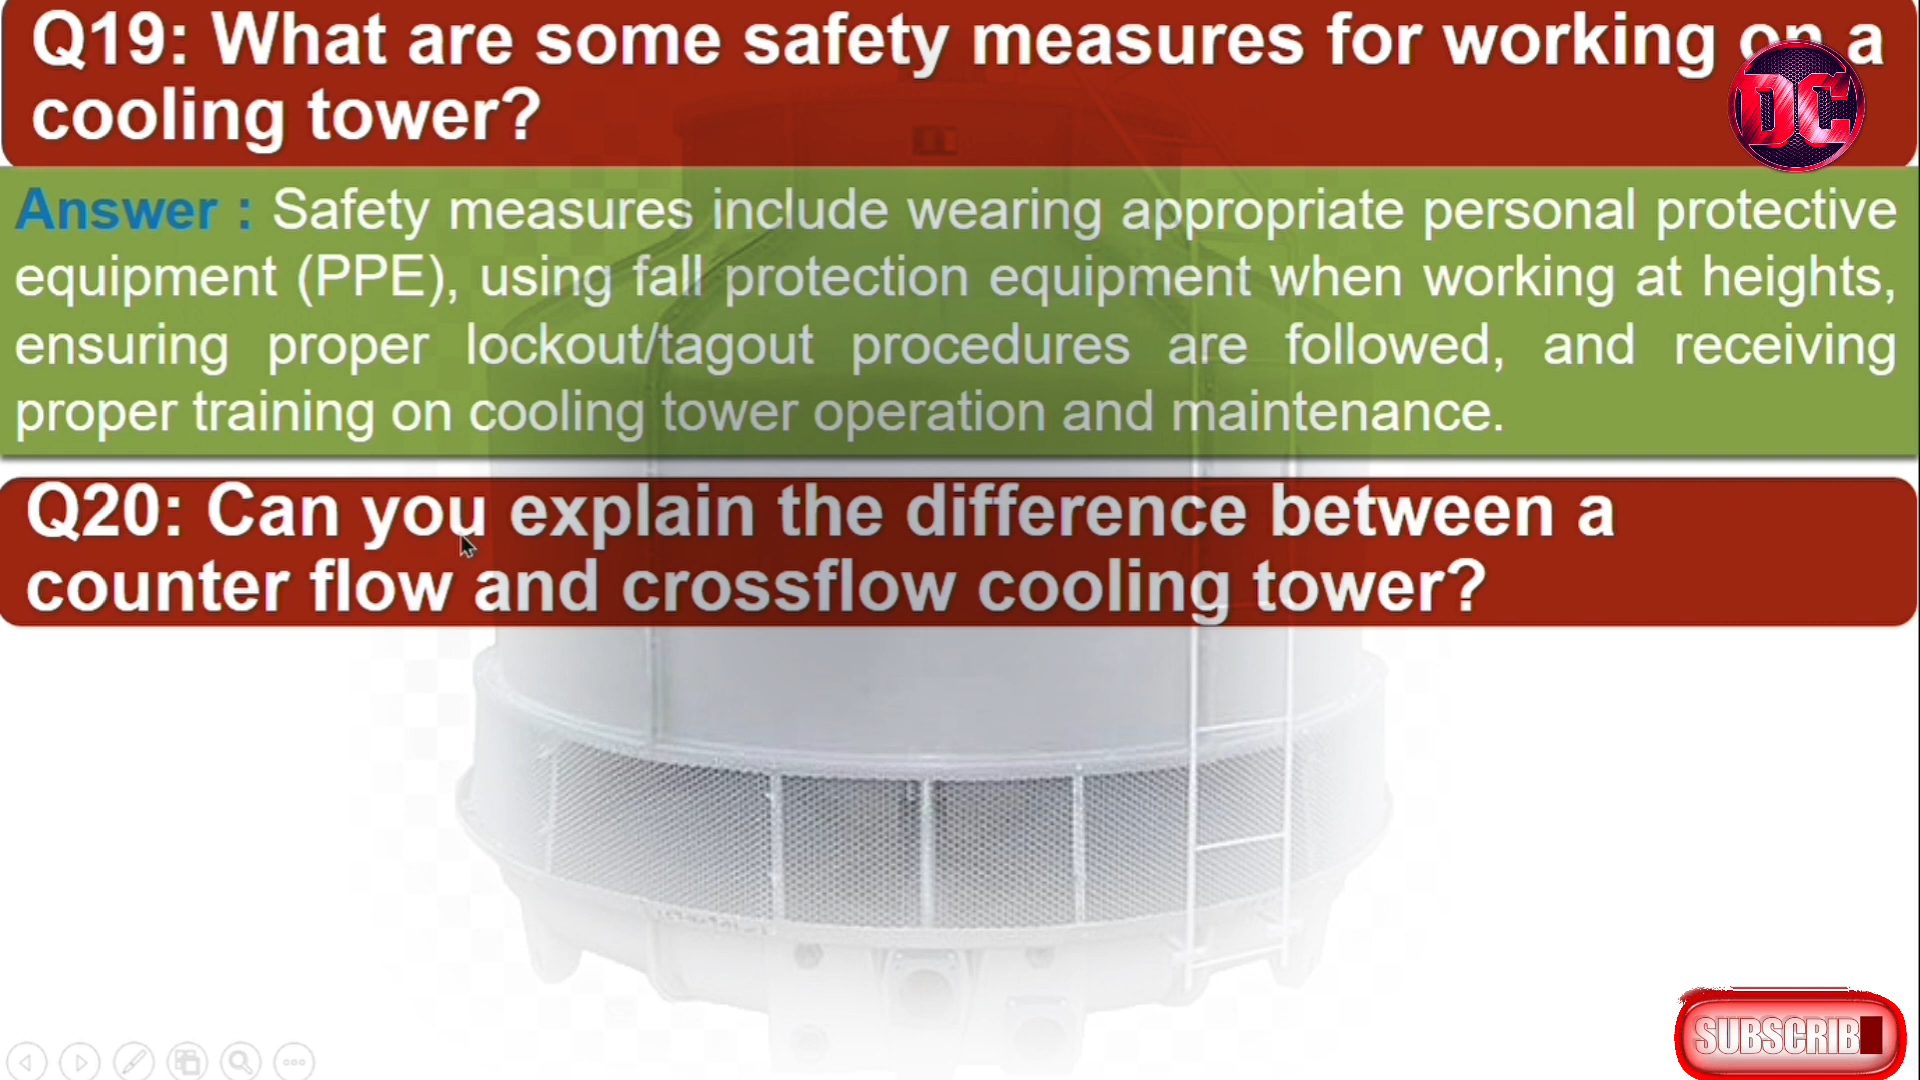 Q19: What are some safety measures for working on a
cooling tower?
DC
Answer : Safety measures include wearing appropriate personal protective
equipment (PPE), using fall protection equipment when working at heights,
ensuring proper lockout/tagout procedures are followed, and receiving
proper training on cooling tower operation and maintenance.
Q20: Can you explain the difference between a
counter flow and crossflow cooling tower?
SUBSCRIB